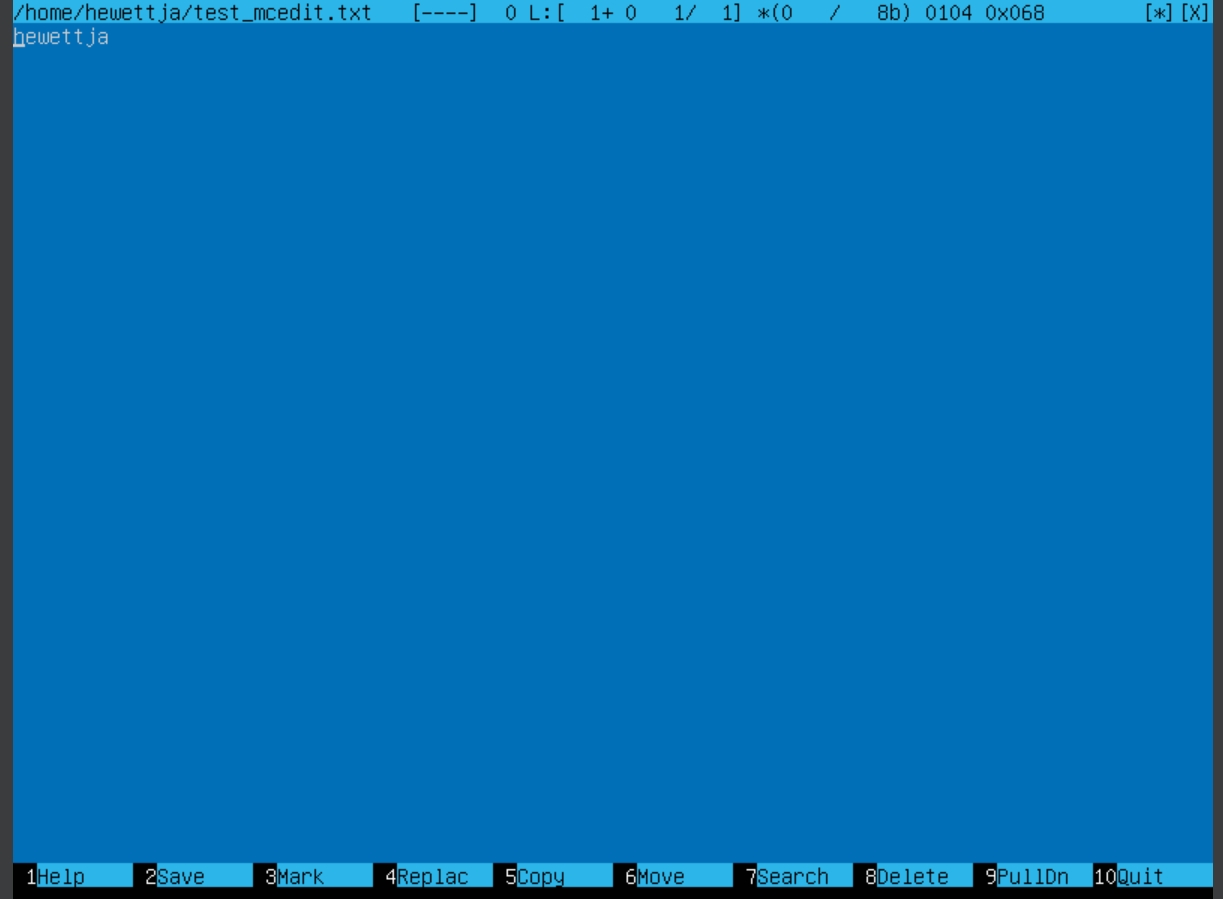 /home/hewettja/test_mcedit.txt [----] 0 L:[ 1+ 0 1/ 1] *(0 / 8b) 0104 0x068 [*][X]
hewettja
1Help 2Save 3Mark 4Replac 5Copy 6Move 7Search 8Delete 9PullDn 10Quit